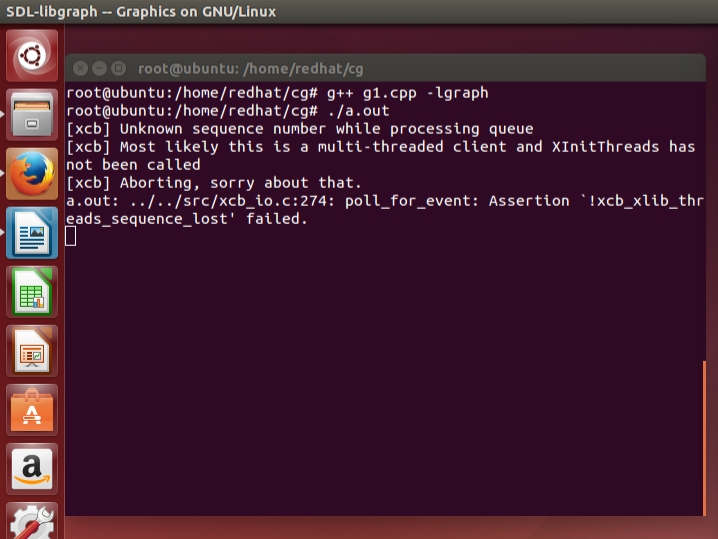 SDL-libgraph -- Graphics on GNU/Linux
root@ubuntu: /home/redhat/cg
root@ubuntu:/home/redhat/cg# g++ g1.cpp -lgraph
root@ubuntu:/home/redhat/cg# ./a.out
[xcb] Unknown sequence number while processing queue
[xcb] Most likely this is a multi-threaded client and XInitThreads has
not been called
[xcb] Aborting, sorry about that.
a.out: ../../src/xcb_io.c:274: poll_for_event: Assertion `!xcb_xlib_thr
eads_sequence_lost' failed.
A
a